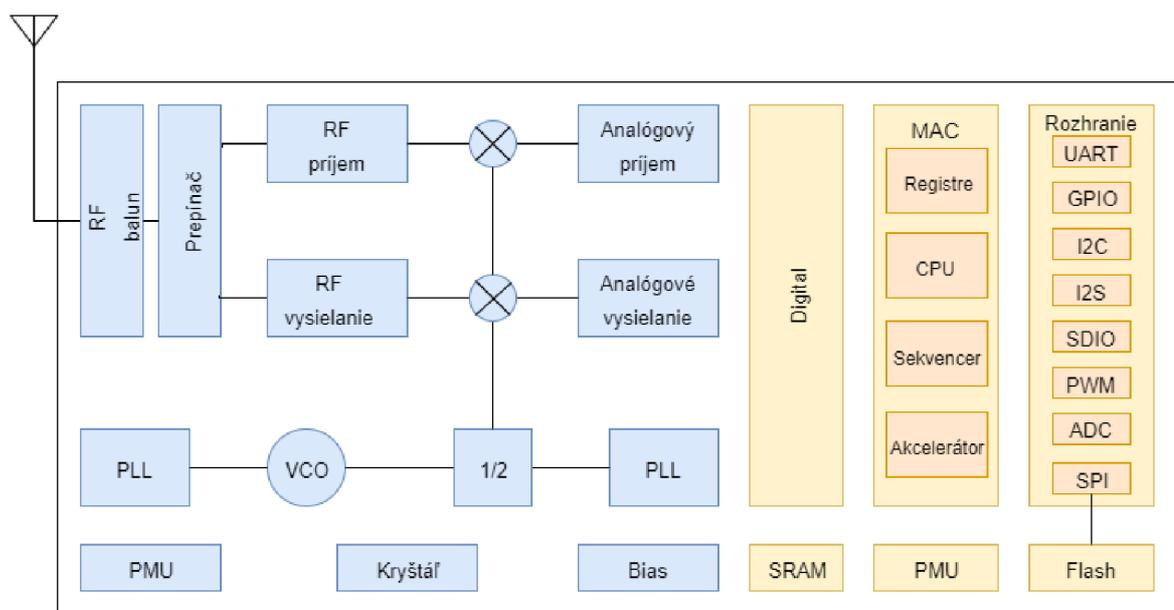 RF
balun
Prepínač
RF
príjem
Analógový
príjem
RF
vysielanie
Analógové
vysielanie
PLL
VCO
1/2
PLL
PMU
Kryštáľ
Bias
Digital
SRAM
MAC
Registre
CPU
Sekvencer
Akcelerátor
PMU
Rozhranie
UART
GPIO
I2C
I2S
SDIO
PWM
ADC
SPI
Flash